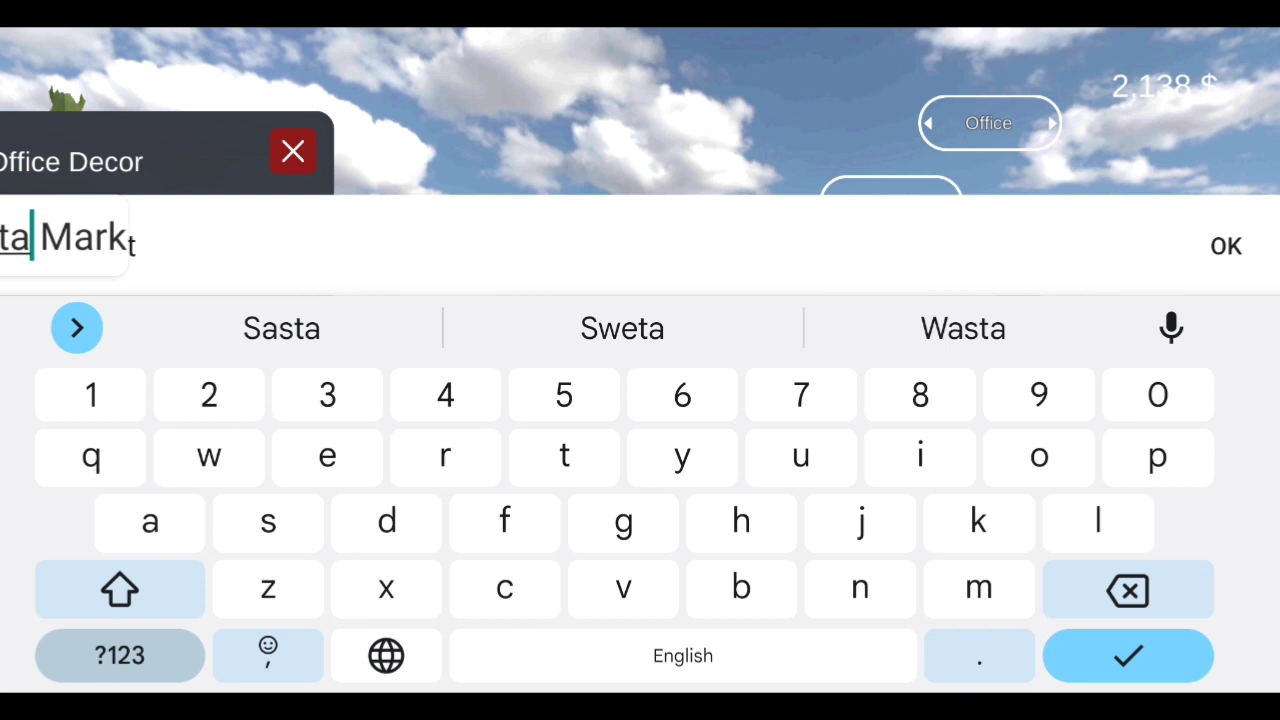 2,138 $
Office
Office Decor
ta Markt
OK
Sasta Sweta Wasta
1 2 3 4 5 6 7 8 9 0
q w e r t y u i o p
a s d f g h j k l
z x c v b n m
?123 , English .